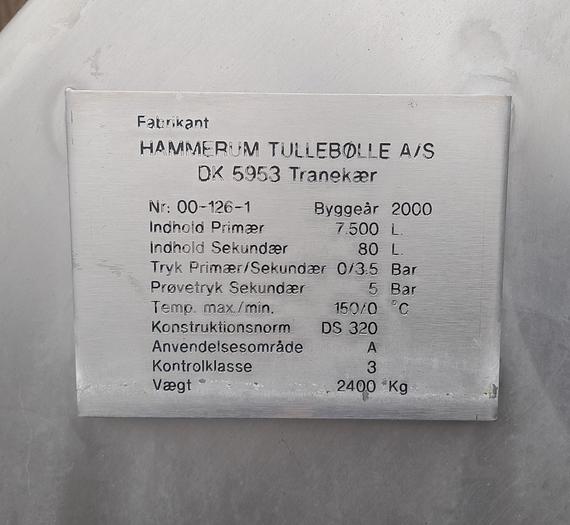 Fabrikant
HAMMERUM TULLEBØLLE A/S
DK 5953 Tranekær
Nr: 00-126-1 Byggeår 2000
Indhold Primær 7.500 L.
Indhold Sekundær 80 L.
Tryk Primær/Sekundær 0/3.5 Bar
Prøvetryk Sekundær 5 Bar
Temp. max./min. 150/0 °C
Konstruktionsnorm DS 320
Anvendelsesområde A
Kontrolklasse 3
Vægt 2400 Kg